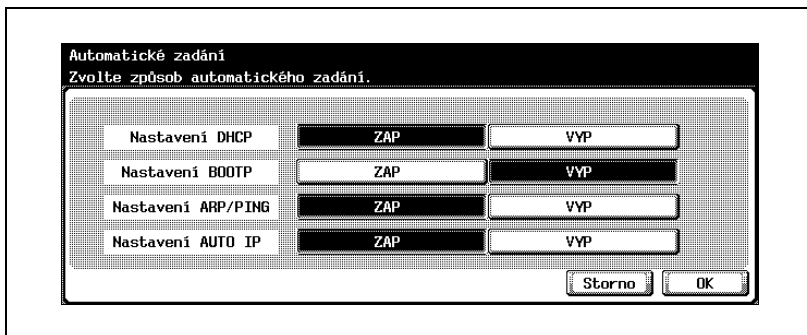 Automatické zadání
Zvolte způsob automatického zadání.
Nastavení DHCP ZAP VYP
Nastavení BOOTP ZAP VYP
Nastavení ARP/PING ZAP VYP
Nastavení AUTO IP ZAP VYP
Storno OK